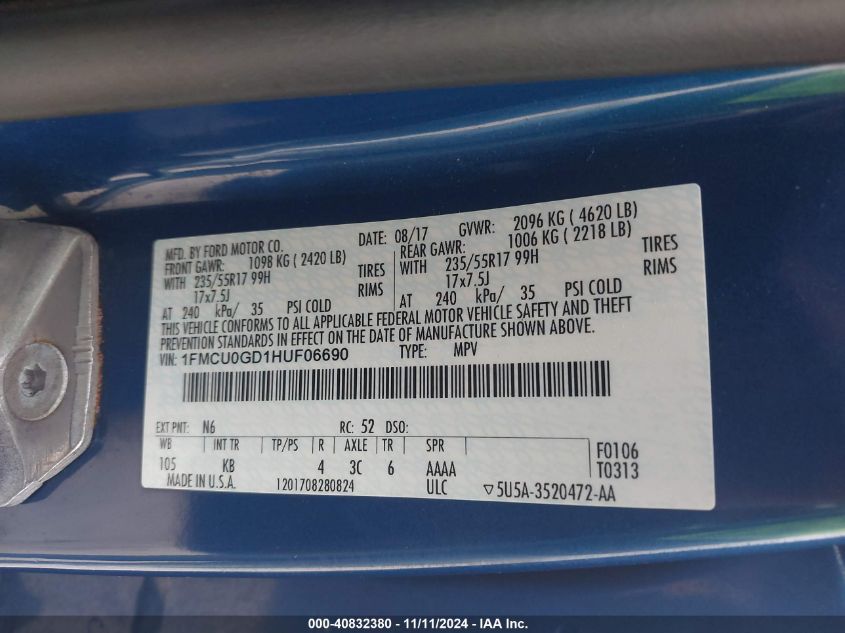 MFD. BY FORD MOTOR CO.
DATE: 08/17 GVWR: 2096 KG ( 4620 LB)
FRONT GAWR: 1098 KG ( 2420 LB)
REAR GAWR: 1006 KG ( 2218 LB)
WITH 235/55R17 99H TIRES
WITH 235/55R17 99H TIRES
17x7.5J RIMS
17x7.5J RIMS
AT 240 kPa/ 35 PSI COLD
AT 240 kPa/ 35 PSI COLD
THIS VEHICLE CONFORMS TO ALL APPLICABLE FEDERAL MOTOR VEHICLE SAFETY AND THEFT
PREVENTION STANDARDS IN EFFECT ON THE DATE OF MANUFACTURE SHOWN ABOVE.
VIN: 1FMCU0GD1HUF06690 TYPE: MPV
EXT PNT: N6 RC: 52 DSO:
WB INT TR TP/PS R AXLE TR SPR
105 KB 4 3C 6 AAAA
F0106
T0313
MADE IN U.S.A. 1201708280824 ULC ▽5U5A-3520472-AA
000-40832380 - 11/11/2024 - IAA Inc.